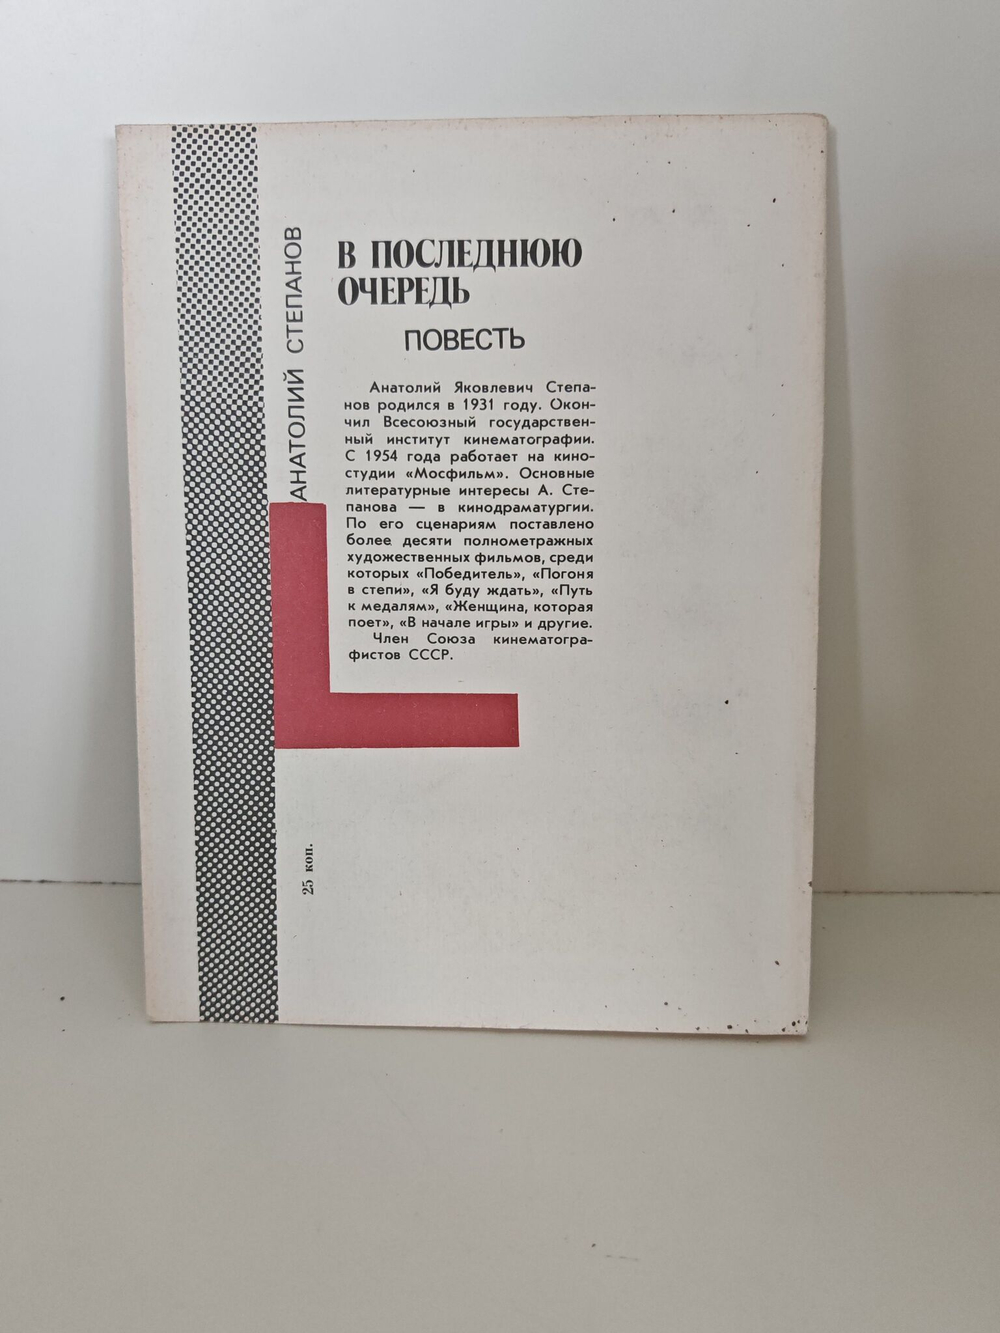 АНАТОЛИЙ СТЕПАНОВ
В ПОСЛЕДНЮЮ
ОЧЕРЕДЬ
ПОВЕСТЬ
Анатолий Яковлевич Степа-
нов родился в 1931 году. Окон-
чил Всесоюзный государствен-
ный институт кинематографии.
С 1954 года работает на кино-
студии «Мосфильм». Основные
литературные интересы А. Сте-
панова — в кинодраматургии.
По его сценариям поставлено
более десяти полнометражных
художественных фильмов, среди
которых «Победитель», «Погоня
в степи», «Я буду ждать», «Путь
к медалям», «Женщина, которая
поет», «В начале игры» и другие.
Член Союза кинематогра-
фистов СССР.
25 коп.